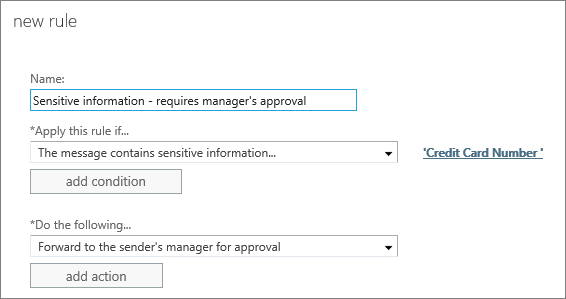 new rule
Name:
Sensitive information - requires manager's approval
*Apply this rule if...
The message contains sensitive information...
'Credit Card Number '
add condition
*Do the following...
Forward to the sender's manager for approval
add action